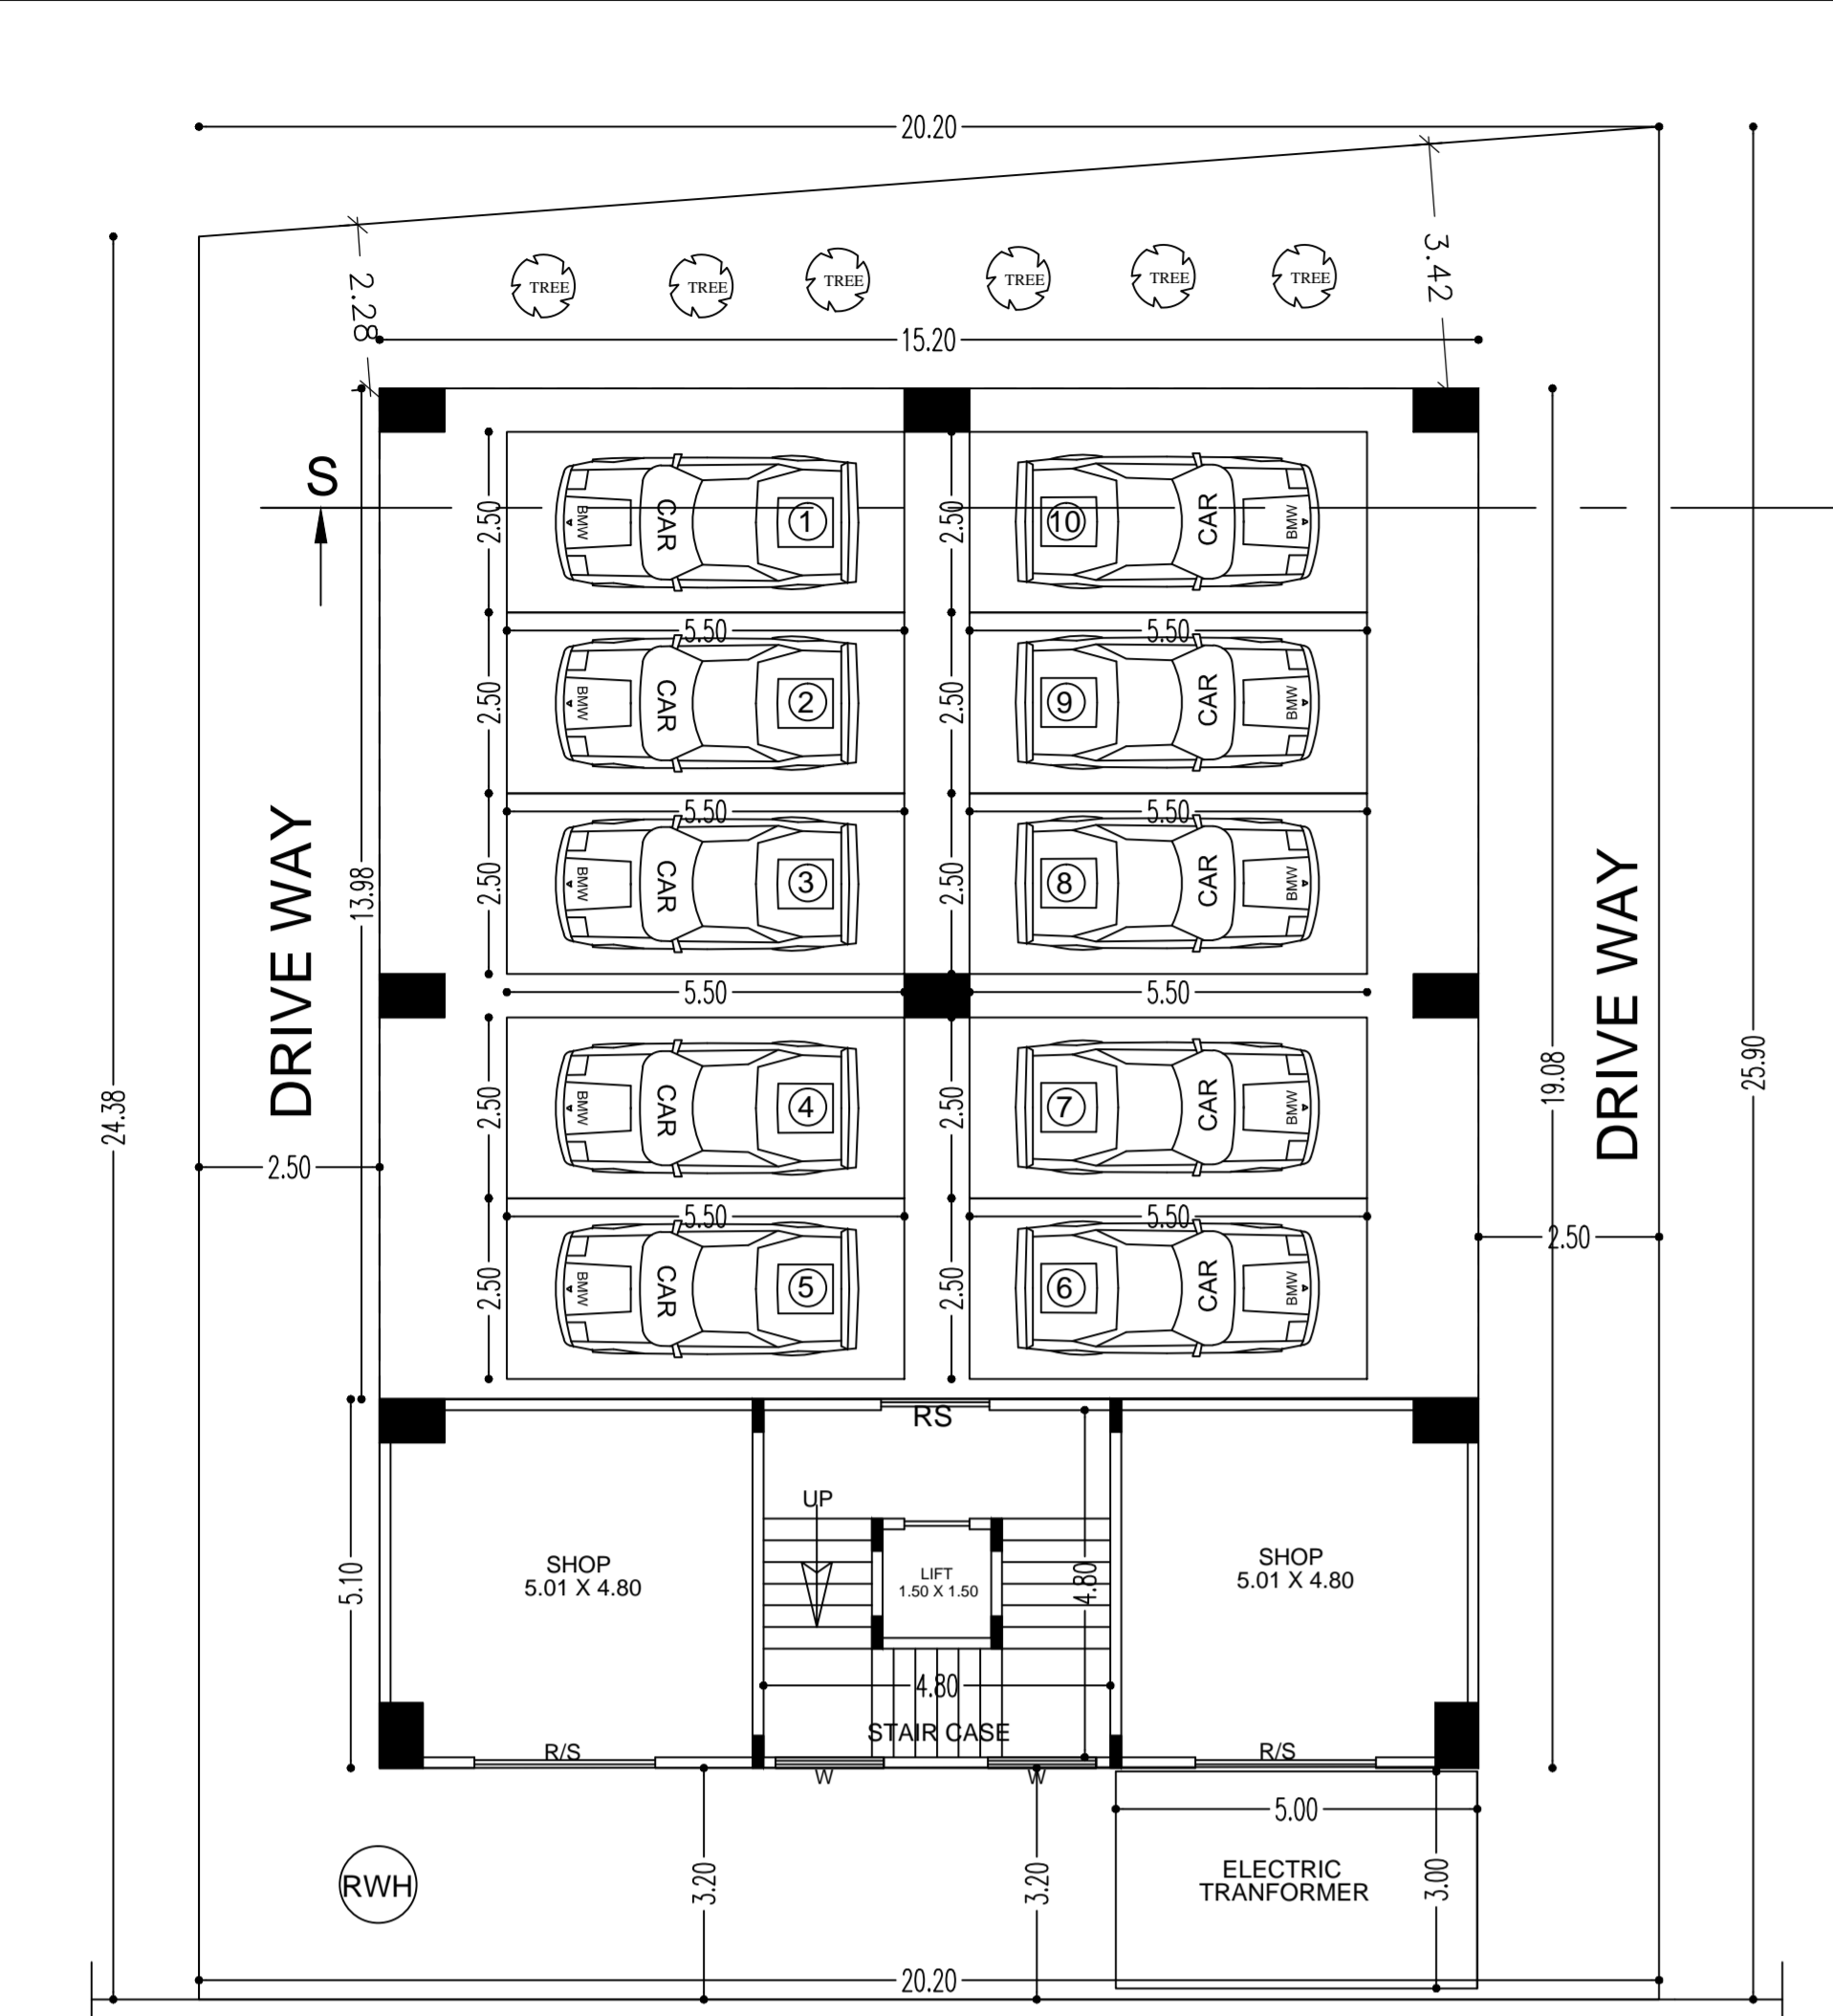 20.20
3.42
2.28
TREE
TREE
TREE
TREE
TREE
TREE
15.20
S
2.50
BMW
CAR
1
2.50
10
CAR
BMW
5.50
5.50
2.50
BMW
CAR
2
2.50
9
CAR
BMW
5.50
5.50
DRIVE WAY
13.98
2.50
BMW
CAR
3
2.50
8
CAR
BMW
DRIVE WAY
5.50
5.50
24.38
2.50
BMW
CAR
4
2.50
7
CAR
BMW
19.08
25.90
2.50
5.50
5.50
2.50
2.50
BMW
CAR
5
2.50
6
CAR
BMW
RS
UP
5.10
SHOP
5.01 X 4.80
LIFT
1.50 X 1.50
4.80
SHOP
5.01 X 4.80
4.80
STAIR CASE
R/S
R/S
W
W
5.00
RWH
3.20
3.20
ELECTRIC
TRANFORMER
3.00
20.20